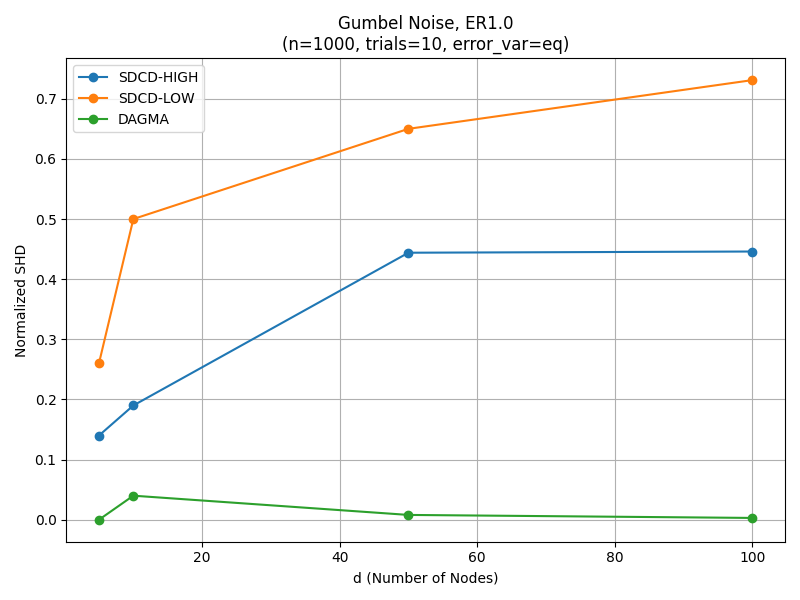 Gumbel Noise, ER1.0
(n=1000, trials=10, error_var=eq)
SDCD-HIGH
SDCD-LOW
DAGMA
Normalized SHD
0.7
0.6
0.5
0.4
0.3
0.2
0.1
0.0
20
40
60
80
100
d (Number of Nodes)